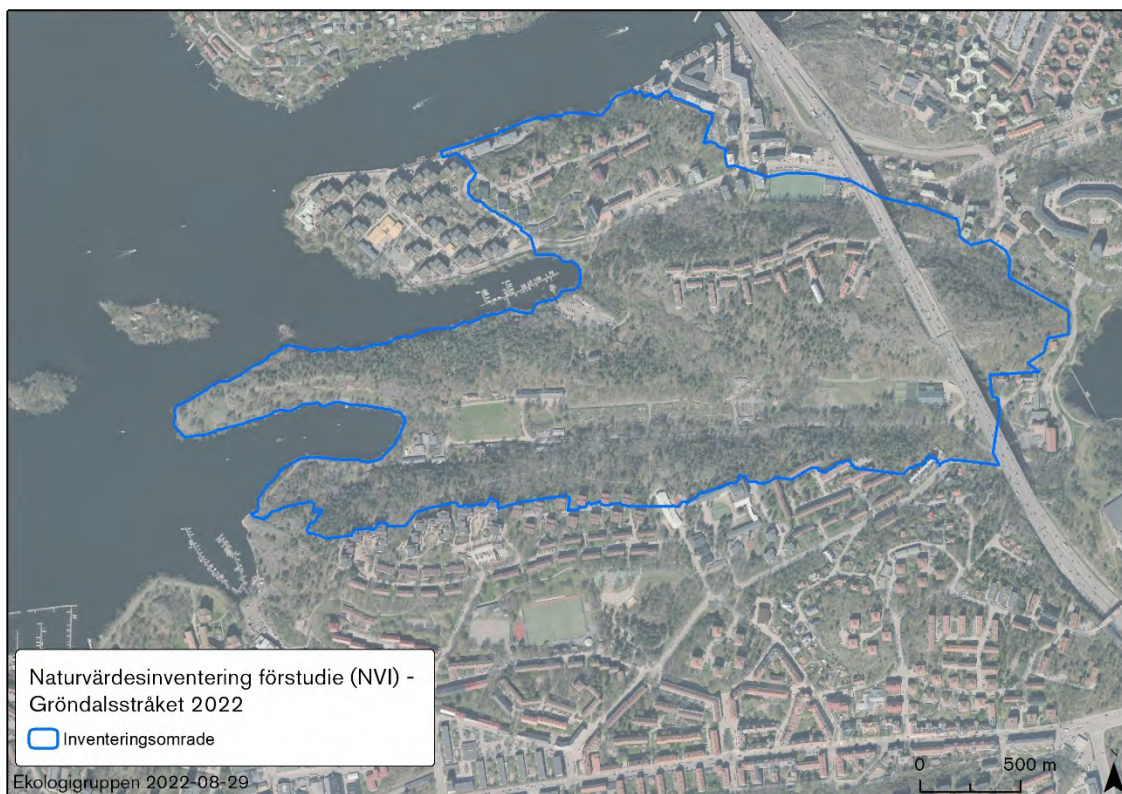 Naturvärdesinventering förstudie (NVI) -
Gröndalsstråket 2022
Inventeringsomrade
Ekologigruppen 2022-08-29
0 500 m
N